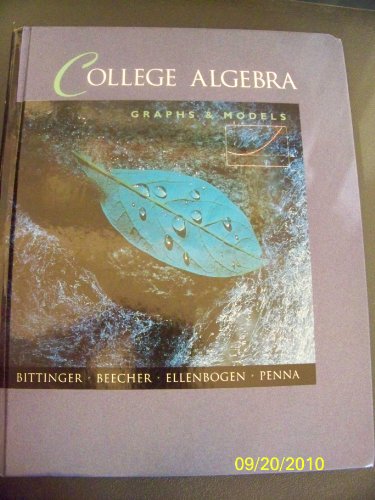 COLLEGE ALGEBRA
GRAPHS & MODELS
BITTINGER · BEECHER · ELLENBOGEN · PENNA
09/20/2010